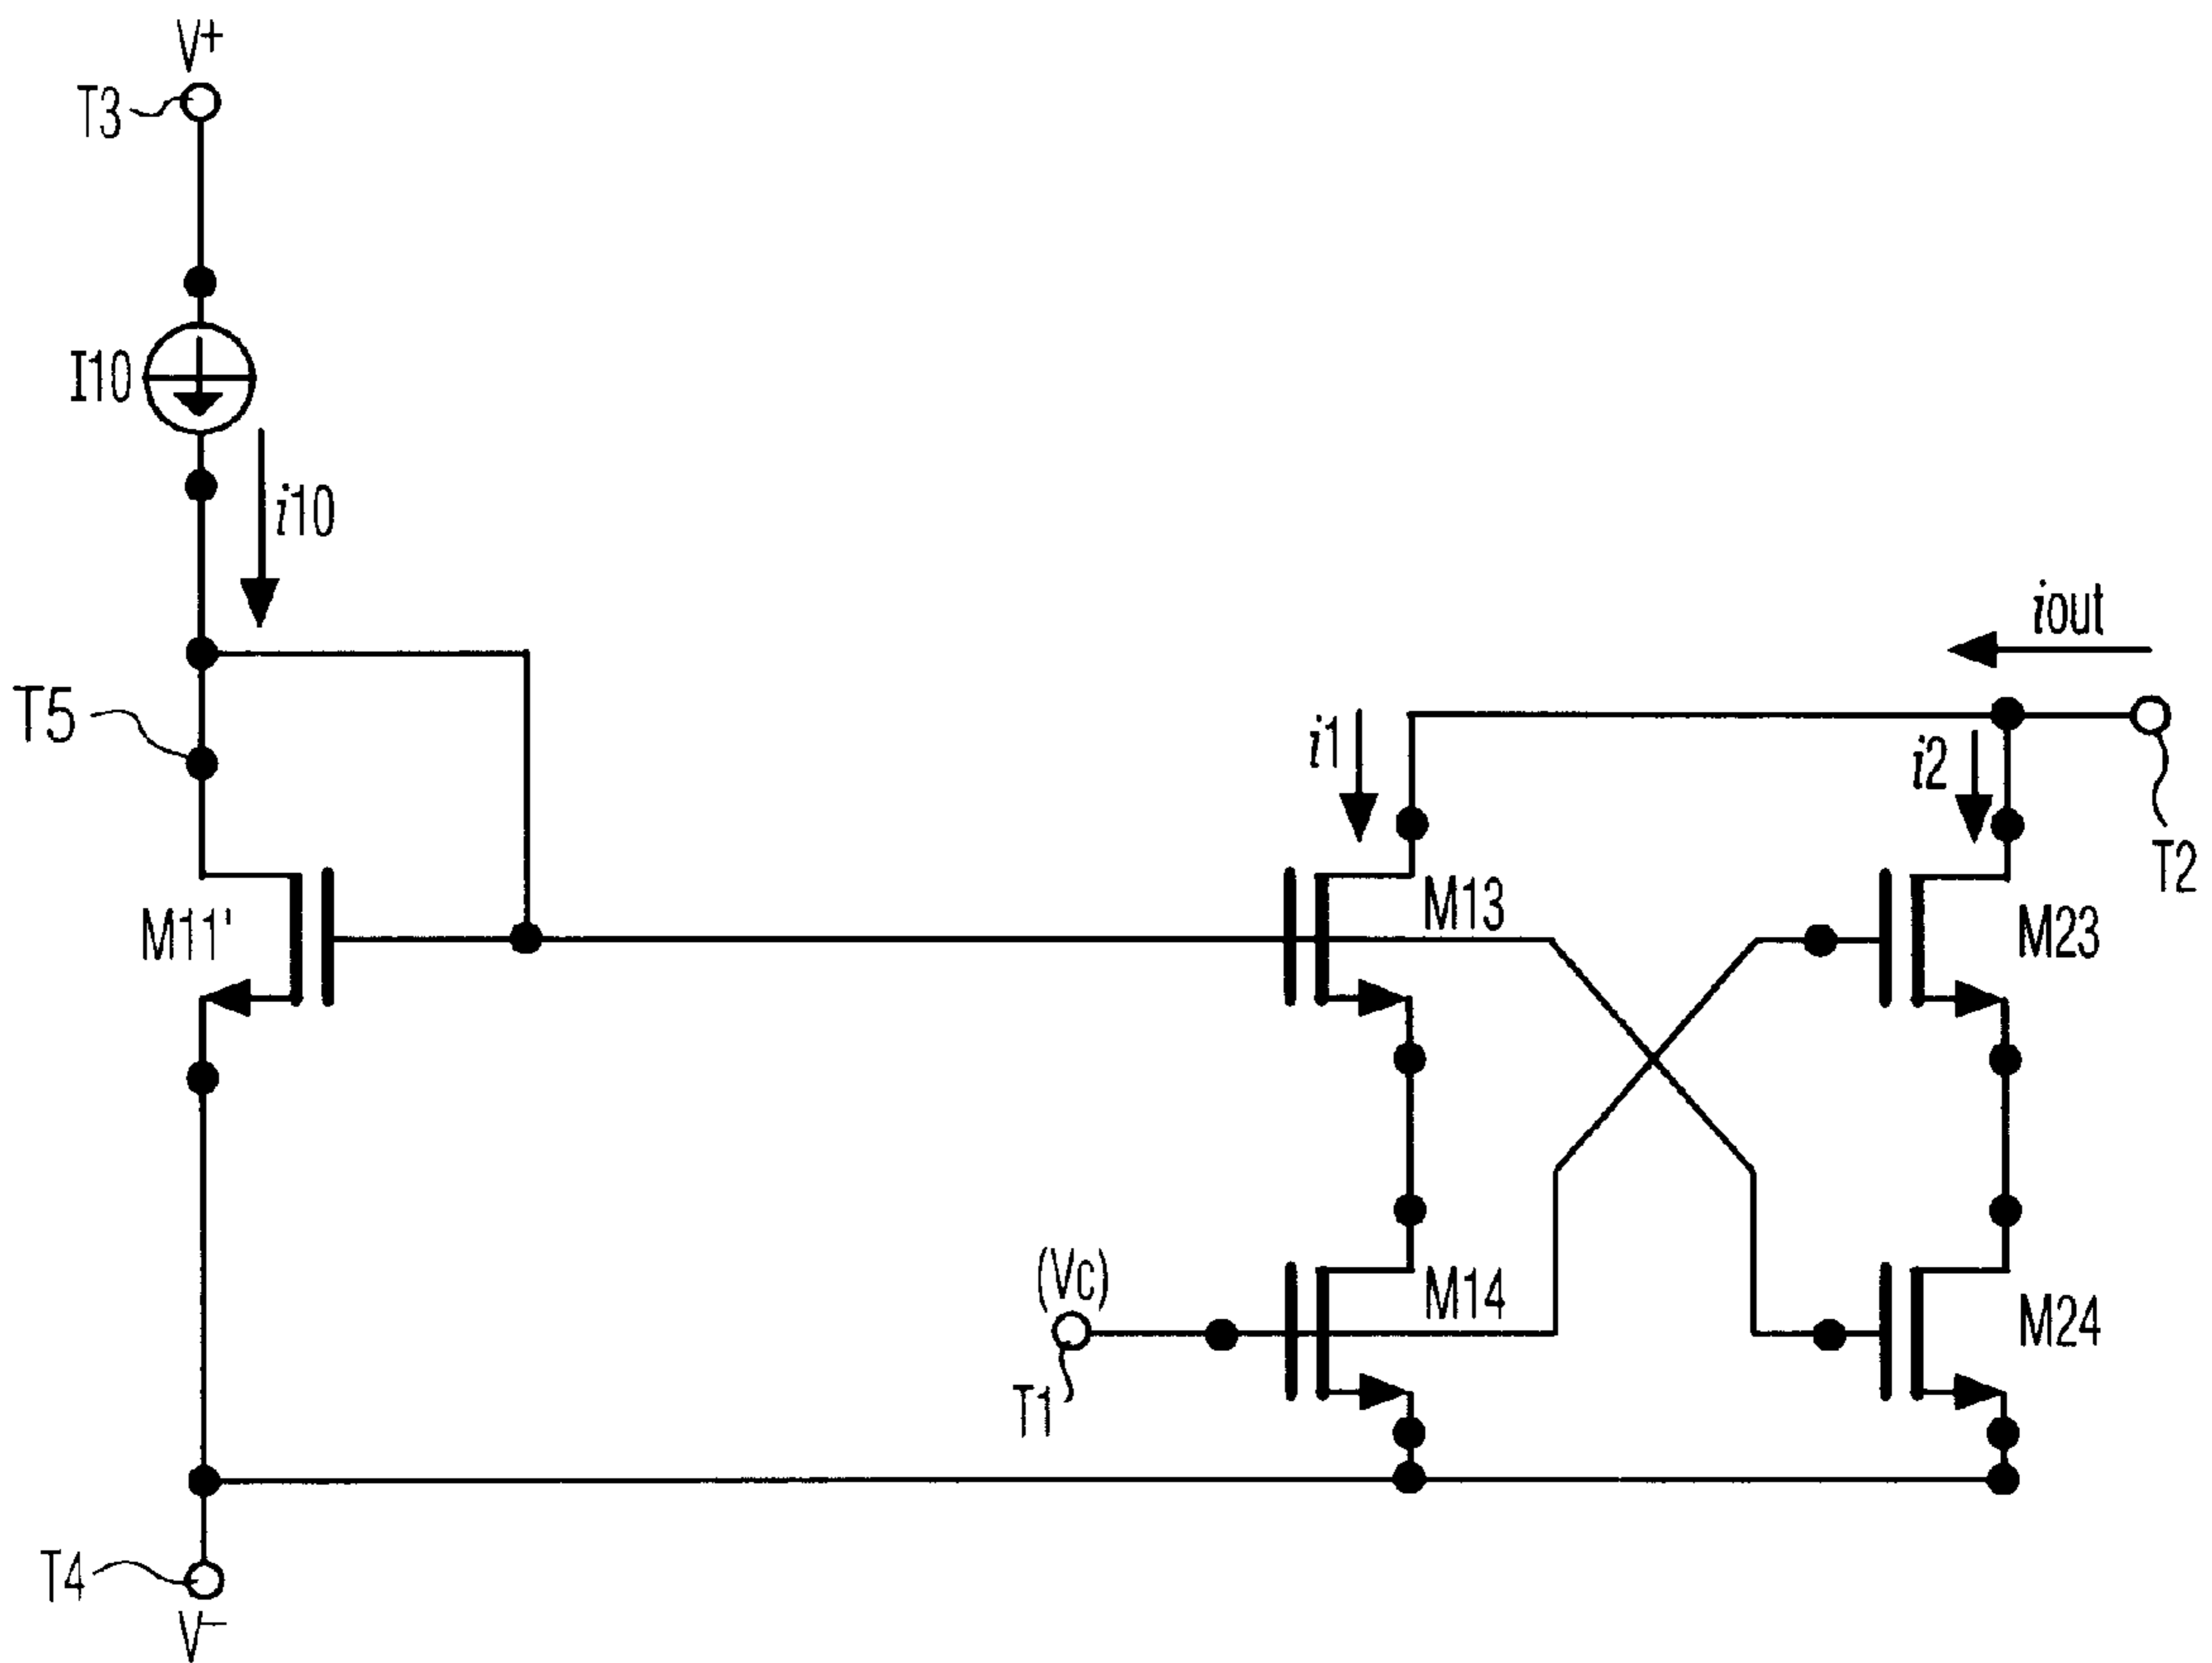 V+
T3
I10
i10
iout
T5
i1
i2
T2
M11'
M13
M23
(Vc)
M14
M24
T1
T4
V-